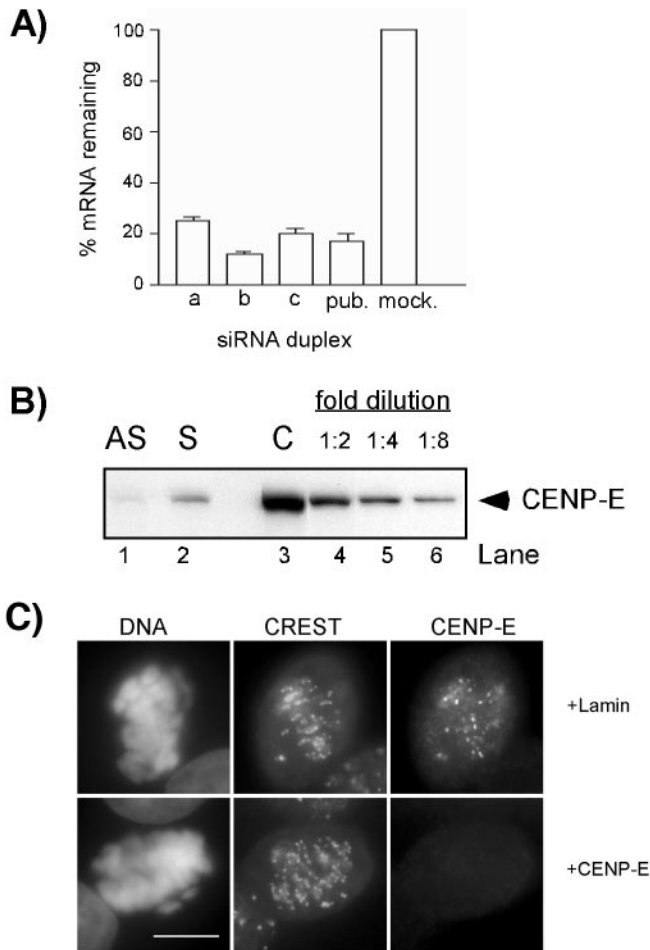 A)
% mRNA remaining
100
80
60
40
20
0
a b c pub. mock.
siRNA duplex
B)
fold dilution
AS S C 1:2 1:4 1:8
CENP-E
1 2 3 4 5 6 Lane
C)
DNA CREST CENP-E
+Lamin
+CENP-E